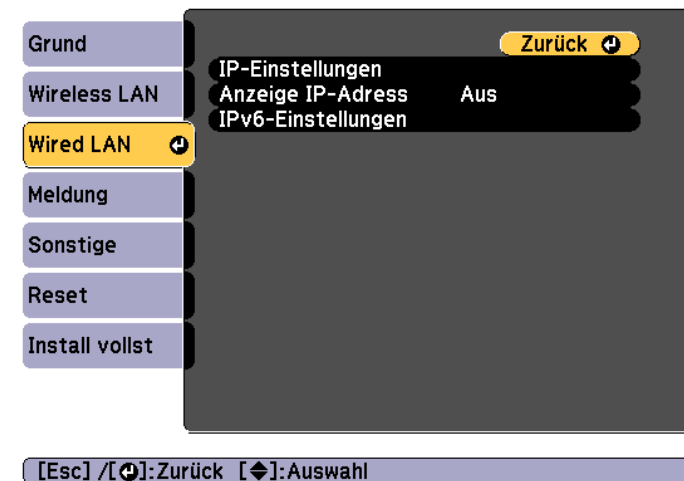 Grund
Wireless LAN
Wired LAN
Meldung
Sonstige
Reset
Install vollst
Zurück
IP-Einstellungen
Anzeige IP-Adress Aus
IPv6-Einstellungen
[Esc] /[⏎]:Zurück [◆]:Auswahl